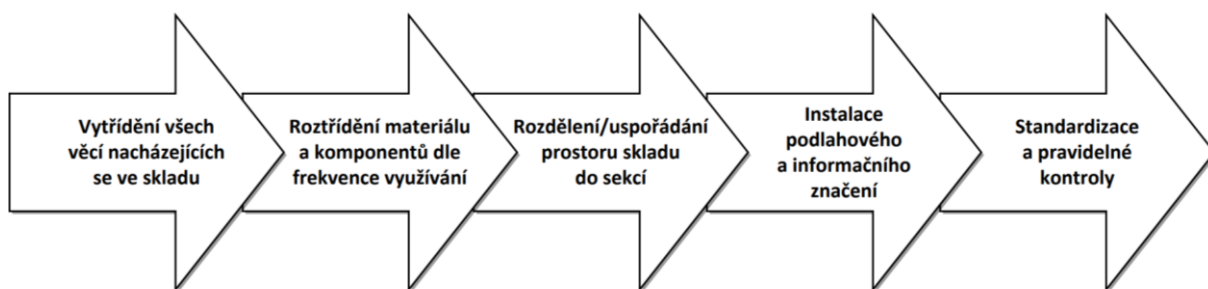 Vytřídění všech
věcí nacházejících
se ve skladu
Roztřídění materiálu
a komponentů dle
frekvence využívání
Rozdělení/uspořádání
prostoru skladu
do sekcí
Instalace
podlahového
a informačního
značení
Standardizace
a pravidelné
kontroly